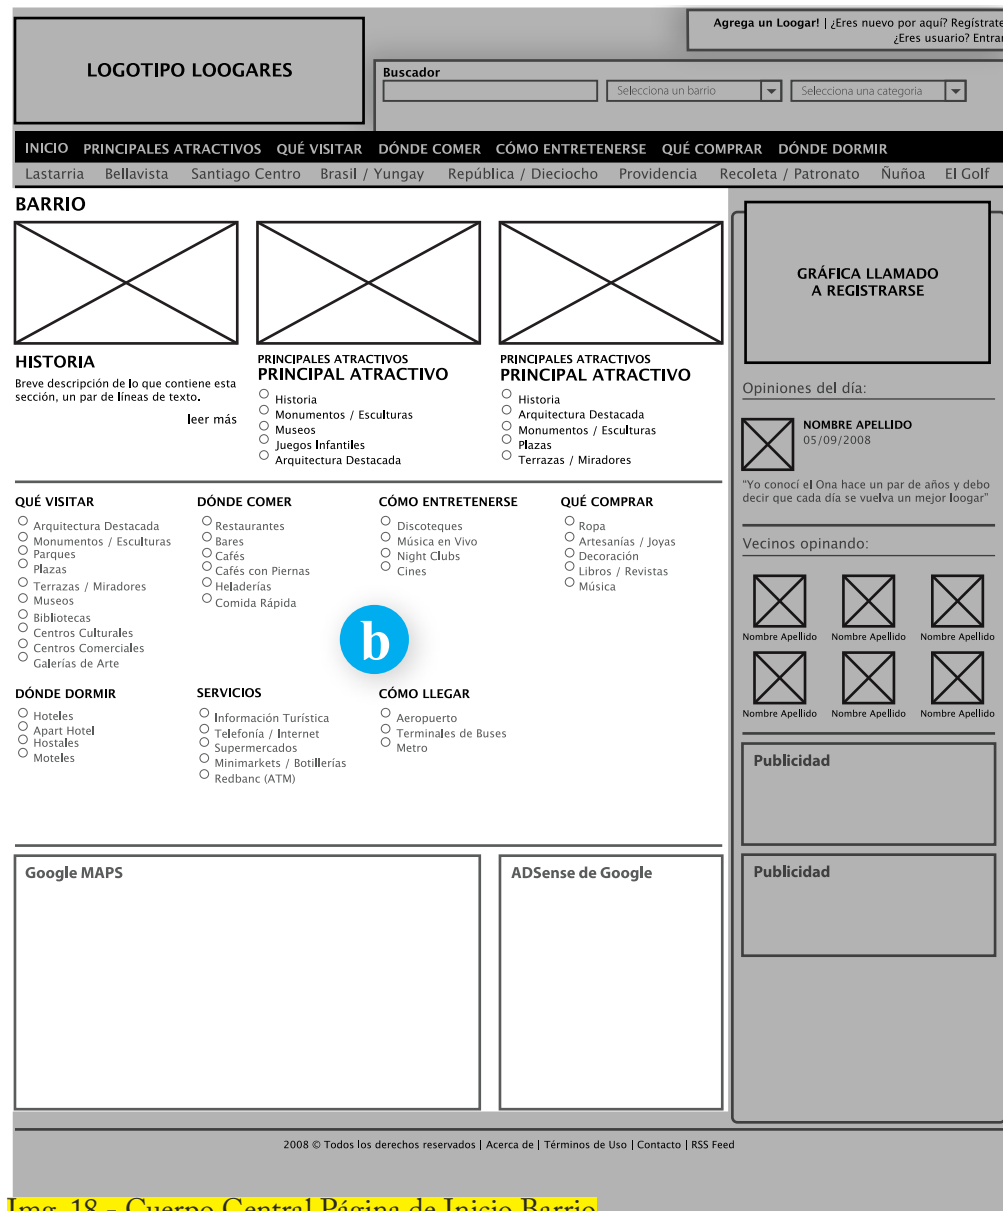 Agrega un Loogar! | ¿Eres nuevo por aquí? Regístrate
¿Eres usuario? Entrar
LOGOTIPO LOOGARES
Buscador
Selecciona un barrio
Selecciona una categoria
INICIO PRINCIPALES ATRACTIVOS QUÉ VISITAR DÓNDE COMER CÓMO ENTRETENERSE QUÉ COMPRAR DÓNDE DORMIR
Lastarria Bellavista Santiago Centro Brasil / Yungay República / Dieciocho Providencia Recoleta / Patronato Ñuñoa El Golf
BARRIO
HISTORIA
Breve descripción de lo que contiene esta
sección, un par de líneas de texto.
leer más
PRINCIPALES ATRACTIVOS
PRINCIPAL ATRACTIVO
Historia
Monumentos / Esculturas
Museos
Juegos Infantiles
Arquitectura Destacada
PRINCIPALES ATRACTIVOS
PRINCIPAL ATRACTIVO
Historia
Arquitectura Destacada
Monumentos / Esculturas
Plazas
Terrazas / Miradores
QUÉ VISITAR
Arquitectura Destacada
Monumentos / Esculturas
Parques
Plazas
Terrazas / Miradores
Museos
Bibliotecas
Centros Culturales
Centros Comerciales
Galerías de Arte
DÓNDE COMER
Restaurantes
Bares
Cafés
Cafés con Piernas
Heladerías
Comida Rápida
CÓMO ENTRETENERSE
Discoteques
Música en Vivo
Night Clubs
Cines
QUÉ COMPRAR
Ropa
Artesanías / Joyas
Decoración
Libros / Revistas
Música
b
DÓNDE DORMIR
Hoteles
Apart Hotel
Hostales
Moteles
SERVICIOS
Información Turística
Telefonía / Internet
Supermercados
Minimarkets / Botillerías
Redbanc (ATM)
CÓMO LLEGAR
Aeropuerto
Terminales de Buses
Metro
Google MAPS
ADSense de Google
GRÁFICA LLAMADO
A REGISTRARSE
Opiniones del día:
NOMBRE APELLIDO
05/09/2008
"Yo conocí el Ona hace un par de años y debo
decir que cada día se vuelva un mejor loogar"
Vecinos opinando:
Nombre Apellido Nombre Apellido Nombre Apellido
Nombre Apellido Nombre Apellido Nombre Apellido
Publicidad
Publicidad
2008 © Todos los derechos reservados | Acerca de | Términos de Uso | Contacto | RSS Feed
Img. 18 - Cuerpo Central Página de Inicio Barrio